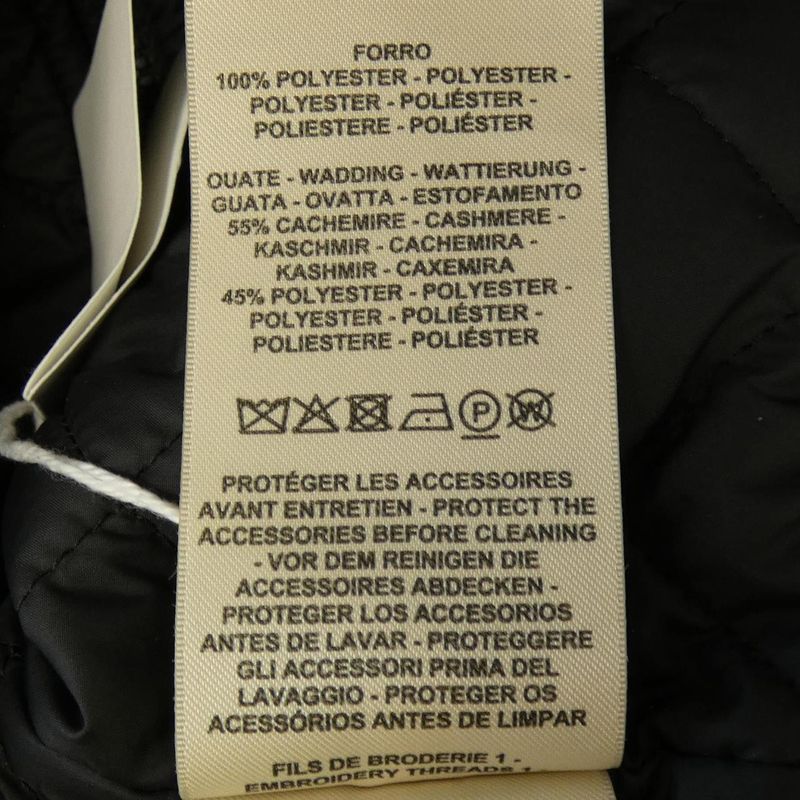 FORRO
100% POLYESTER - POLYESTER -
POLYESTER - POLIÉSTER -
POLIESTERE - POLIÉSTER
OUATE - WADDING - WATTIERUNG -
GUATA - OVATTA - ESTOFAMENTO
55% CACHEMIRE - CASHMERE -
KASCHMIR - CACHEMIRA -
KASHMIR - CAXEMIRA
45% POLYESTER - POLYESTER -
POLYESTER - POLIÉSTER -
POLIESTERE - POLIÉSTER
P W
PROTÉGER LES ACCESSOIRES
AVANT ENTRETIEN - PROTECT THE
ACCESSORIES BEFORE CLEANING
- VOR DEM REINIGEN DIE
ACCESSOIRES ABDECKEN -
PROTEGER LOS ACCESORIOS
ANTES DE LAVAR - PROTEGGERE
GLI ACCESSORI PRIMA DEL
LAVAGGIO - PROTEGER OS
ACESSÓRIOS ANTES DE LIMPAR
FILS DE BRODERIE 1 -
EMBROIDERY THREADS 1